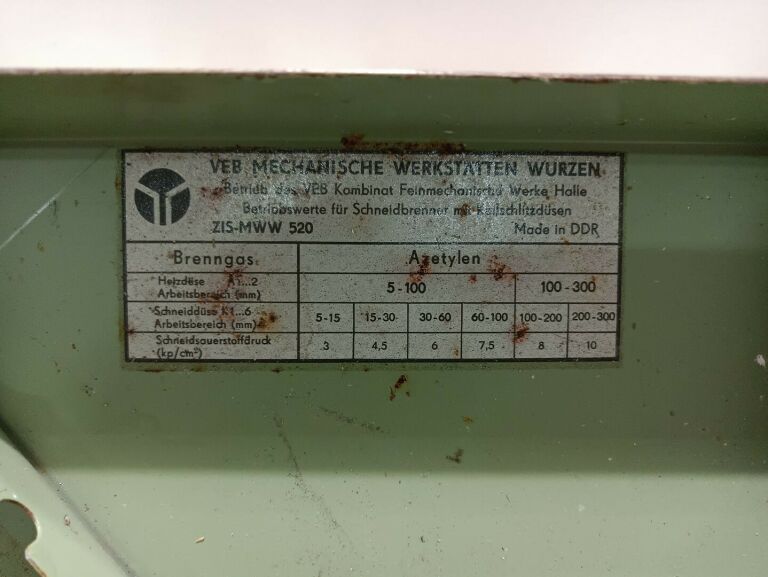 VEB MECHANISCHE WERKSTÄTTEN WURZEN
Betrieb des VEB Kombinat Feinmechanische Werke Halle
Betriebswerte für Schneidbrenner mit Keilschlitzdüsen
ZIS-MWW 520 Made in DDR
Brenngas Azetylen
Heizdüse A1...2
Arbeitsbereich (mm) 5-100 100-300
Schneiddüse K1...6
Arbeitsbereich (mm) 5-15 15-30 30-60 60-100 100-200 200-300
Schneidsauerstoffdruck
(kp/cm²) 3 4,5 6 7,5 8 10